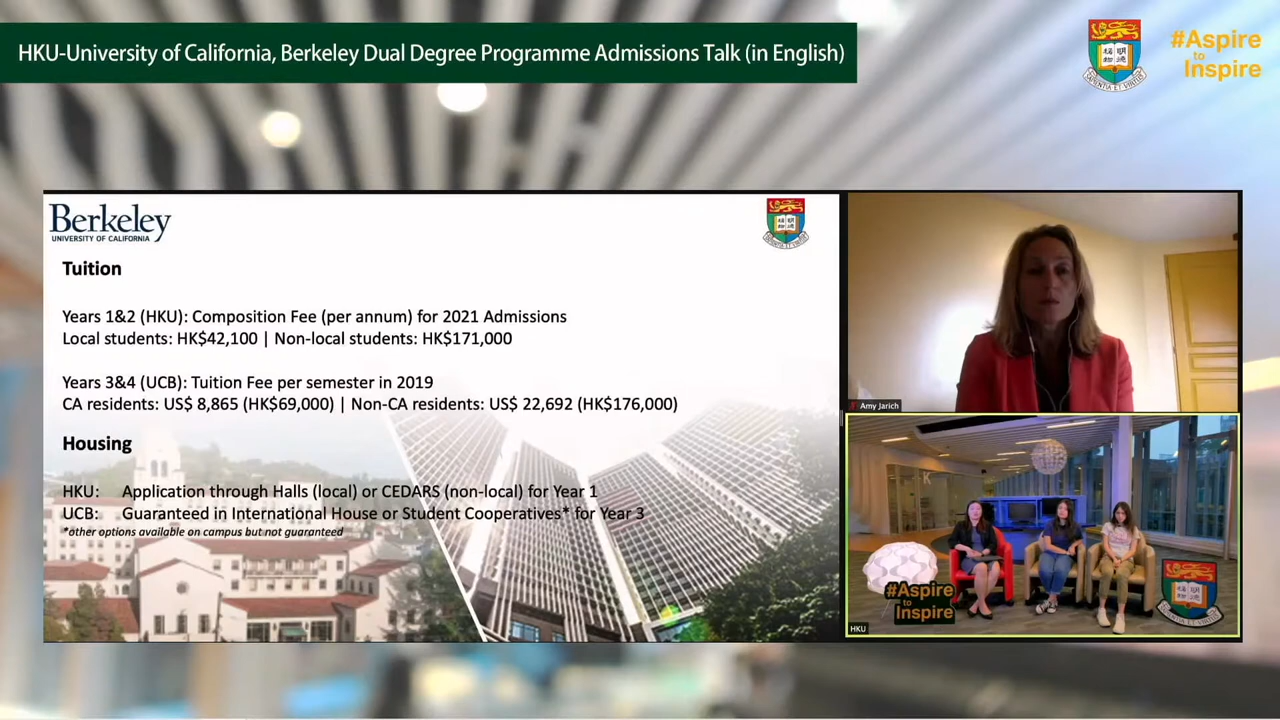 HKU-University of California, Berkeley Dual Degree Programme Admissions Talk (in English)
#Aspire
to
Inspire
Berkeley
UNIVERSITY OF CALIFORNIA
Tuition
Years 1&2 (HKU): Composition Fee (per annum) for 2021 Admissions
Local students: HK$42,100 | Non-local students: HK$171,000
Years 3&4 (UCB): Tuition Fee per semester in 2019
CA residents: US$ 8,865 (HK$69,000) | Non-CA residents: US$ 22,692 (HK$176,000)
Housing
HKU: Application through Halls (local) or CEDARS (non-local) for Year 1
UCB: Guaranteed in International House or Student Cooperatives* for Year 3
*other options available on campus but not guaranteed
Amy Jarich
K
#Aspire
to
Inspire
HKU